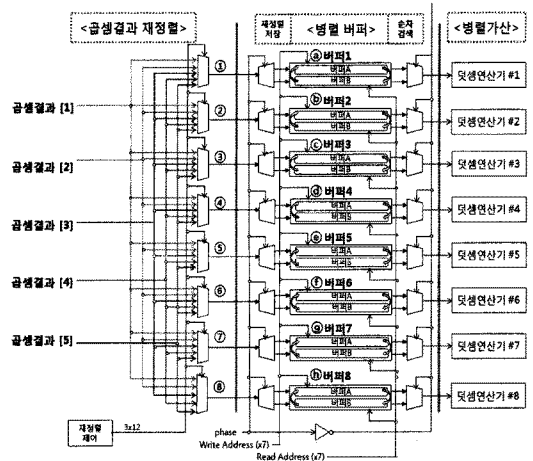 <곱셈결과 재정렬>
재정렬
저장
<병렬 버퍼>
순차
검색
<병렬가산>
곱셈결과 [1]
곱셈결과 [2]
곱셈결과 [3]
곱셈결과 [4]
곱셈결과 [5]
①
②
③
④
⑤
⑥
⑦
⑧
ⓐ버퍼1
버퍼A
버퍼B
ⓑ버퍼2
버퍼A
버퍼B
ⓒ버퍼3
버퍼A
버퍼B
ⓓ버퍼4
버퍼A
버퍼B
ⓔ버퍼5
버퍼A
버퍼B
ⓕ버퍼6
버퍼A
버퍼B
ⓖ버퍼7
버퍼A
버퍼B
ⓗ버퍼8
버퍼A
버퍼B
덧셈연산기 #1
덧셈연산기 #2
덧셈연산기 #3
덧셈연산기 #4
덧셈연산기 #5
덧셈연산기 #6
덧셈연산기 #7
덧셈연산기 #8
재정렬
제어
3x12
phase
Write Address (x7)
Read Address (x7)